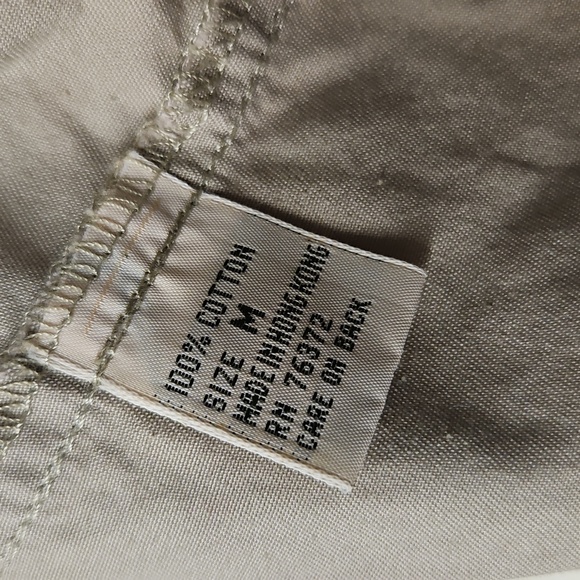 100% COTTON
SIZE M
MADE IN HONG KONG
RN 76372
CARE ON BACK